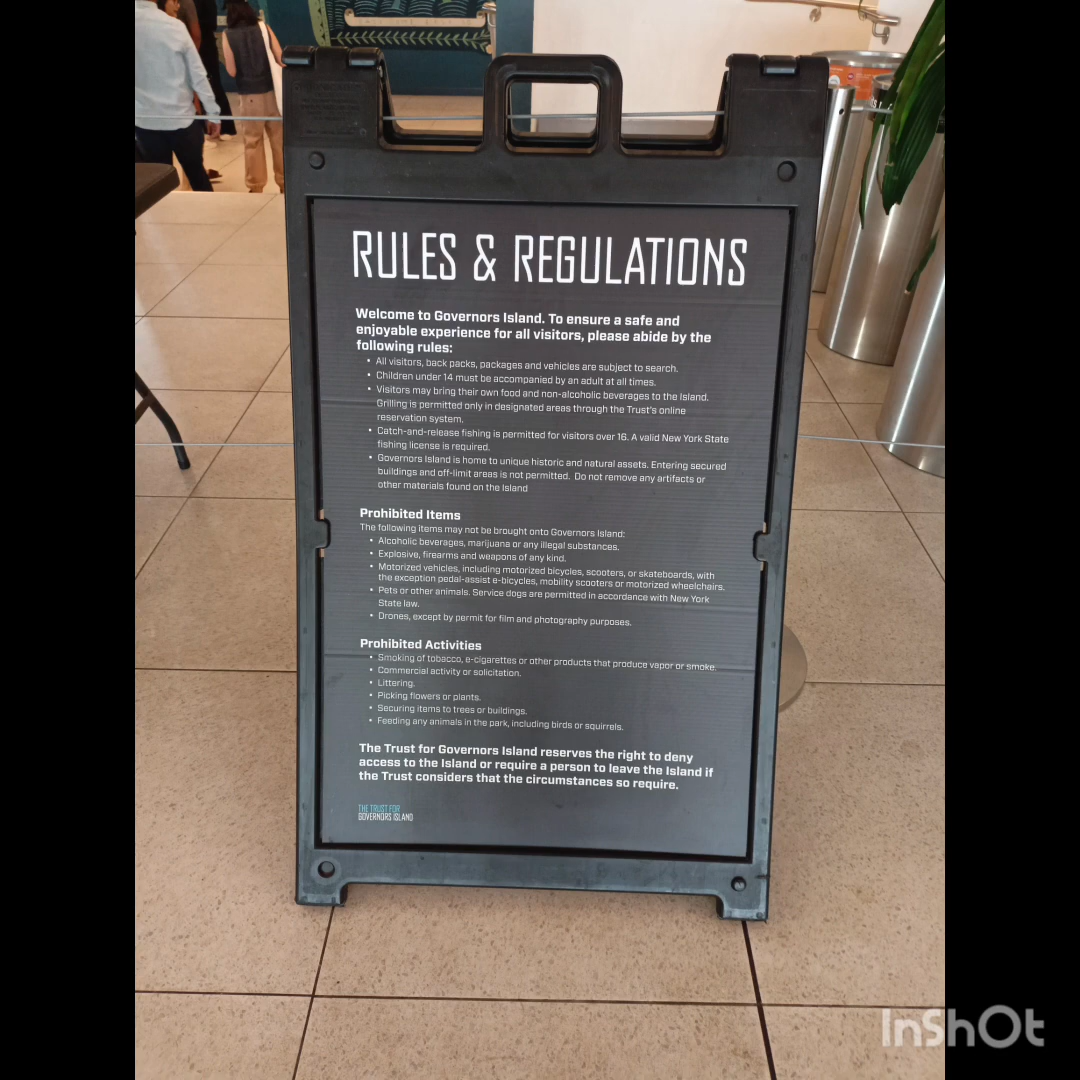 RULES & REGULATIONS
Welcome to Governors Island. To ensure a safe and
enjoyable experience for all visitors, please abide by the
following rules:
• All visitors, back packs, packages and vehicles are subject to search.
• Children under 14 must be accompanied by an adult at all times.
• Visitors may bring their own food and non-alcoholic beverages to the Island.
Grilling is permitted only in designated areas through the Trust's online
reservation system.
• Catch-and-release fishing is permitted for visitors over 16. A valid New York State
fishing license is required.
• Governors Island is home to unique historic and natural assets. Entering secured
buildings and off-limit areas is not permitted. Do not remove any artifacts or
other materials found on the Island
Prohibited Items
The following items may not be brought onto Governors Island:
• Alcoholic beverages, marijuana or any illegal substances.
• Explosive, firearms and weapons of any kind.
• Motorized vehicles, including motorized bicycles, scooters, or skateboards, with
the exception pedal-assist e-bicycles, mobility scooters or motorized wheelchairs.
• Pets or other animals. Service dogs are permitted in accordance with New York
State law.
• Drones, except by permit for film and photography purposes.
Prohibited Activities
• Smoking of tobacco, e-cigarettes or other products that produce vapor or smoke.
• Commercial activity or solicitation.
• Littering.
• Picking flowers or plants.
• Securing items to trees or buildings.
• Feeding any animals in the park, including birds or squirrels.
The Trust for Governors Island reserves the right to deny
access to the Island or require a person to leave the Island if
the Trust considers that the circumstances so require.
THE TRUST FOR
GOVERNORS ISLAND
InShOt